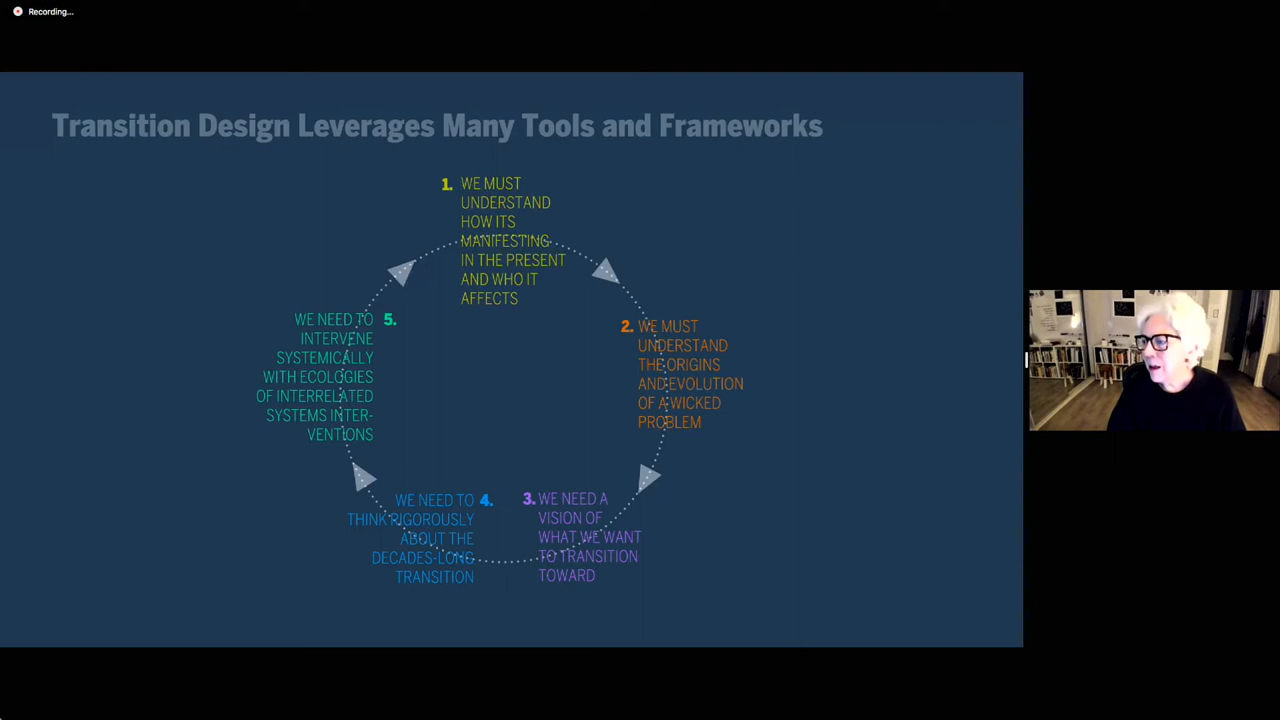 Recording...
Transition Design Leverages Many Tools and Frameworks
1. WE MUST
UNDERSTAND
HOW ITS
MANIFESTING
IN THE PRESENT
AND WHO IT
AFFECTS
2. WE MUST
UNDERSTAND
THE ORIGINS
AND EVOLUTION
OF A WICKED
PROBLEM
3. WE NEED A
VISION OF
WHAT WE WANT
TO TRANSITION
TOWARD
WE NEED TO 4.
THINK RIGOROUSLY
ABOUT THE
DECADES-LONG
TRANSITION
WE NEED TO 5.
INTERVENE
SYSTEMICALLY
WITH ECOLOGIES
OF INTERRELATED
SYSTEMS INTER-
VENTIONS